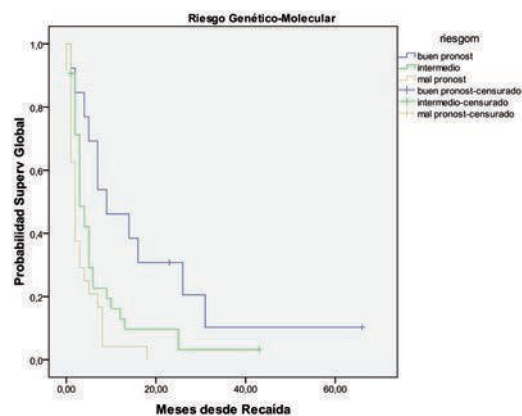 Riesgo Genético-Molecular
riesgom
buen pronost
intermedio
mal pronost
buen pronost-censurado
intermedio-censurado
mal pronost-censurado
Probabilidad Superv Global
1,0
0,8
0,6
0,4
0,2
0,0
0,00
20,00
40,00
60,00
Meses desde Recaída